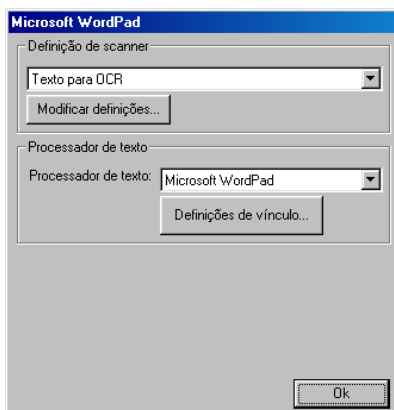 Microsoft WordPad
Definição de scanner
Texto para OCR
Modificar definições...
Processador de texto
Processador de texto: Microsoft WordPad
Definições de vínculo...
Ok